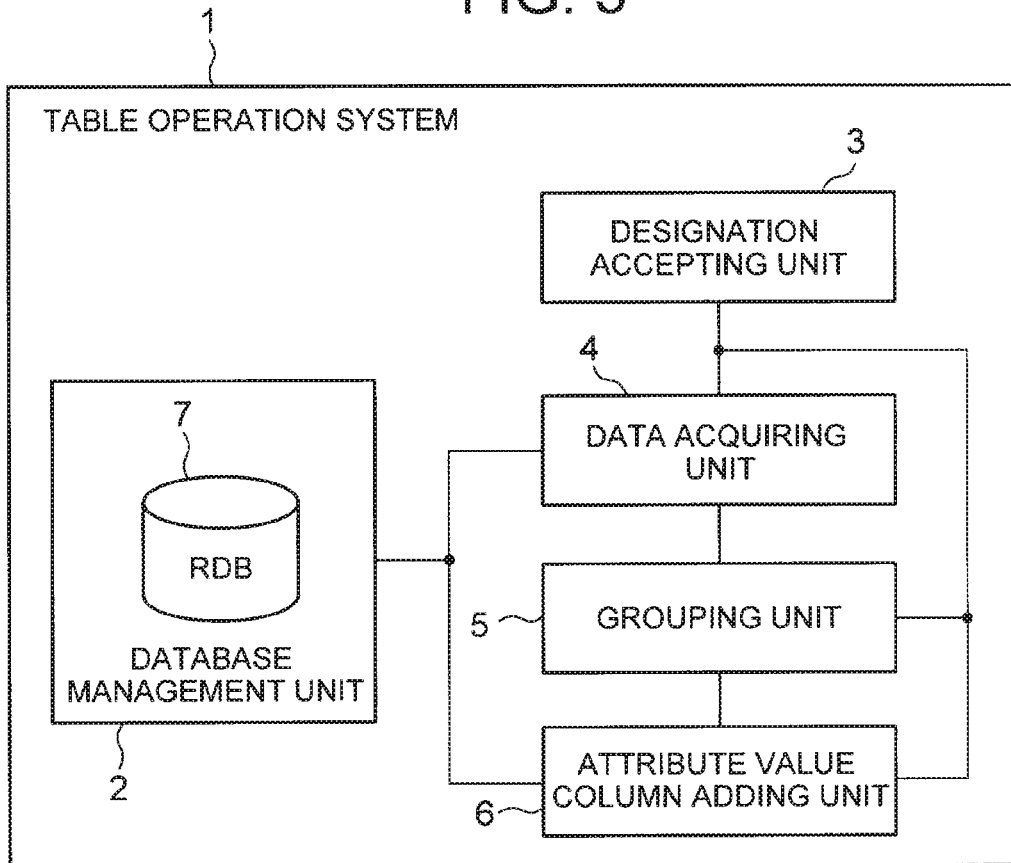 1
TABLE OPERATION SYSTEM
3
DESIGNATION
ACCEPTING UNIT
4
DATA ACQUIRING
UNIT
7
RDB
DATABASE
MANAGEMENT UNIT
2
5
GROUPING UNIT
ATTRIBUTE VALUE
COLUMN ADDING UNIT
6